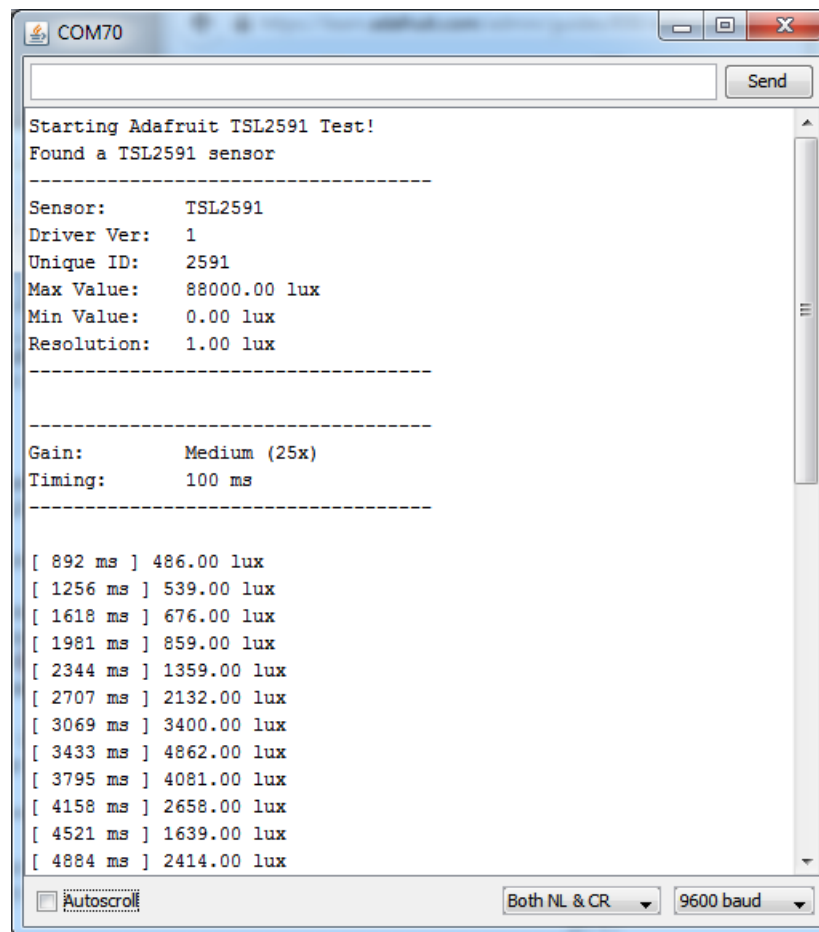 COM70
Send
Starting Adafruit TSL2591 Test!
Found a TSL2591 sensor
------------------------------------
Sensor:       TSL2591
Driver Ver:   1
Unique ID:    2591
Max Value:    88000.00 lux
Min Value:    0.00 lux
Resolution:   1.00 lux
------------------------------------
------------------------------------
Gain:         Medium (25x)
Timing:       100 ms
------------------------------------
[ 892 ms ] 486.00 lux
[ 1256 ms ] 539.00 lux
[ 1618 ms ] 676.00 lux
[ 1981 ms ] 859.00 lux
[ 2344 ms ] 1359.00 lux
[ 2707 ms ] 2132.00 lux
[ 3069 ms ] 3400.00 lux
[ 3433 ms ] 4862.00 lux
[ 3795 ms ] 4081.00 lux
[ 4158 ms ] 2658.00 lux
[ 4521 ms ] 1639.00 lux
[ 4884 ms ] 2414.00 lux
Autoscroll Both NL & CR 9600 baud